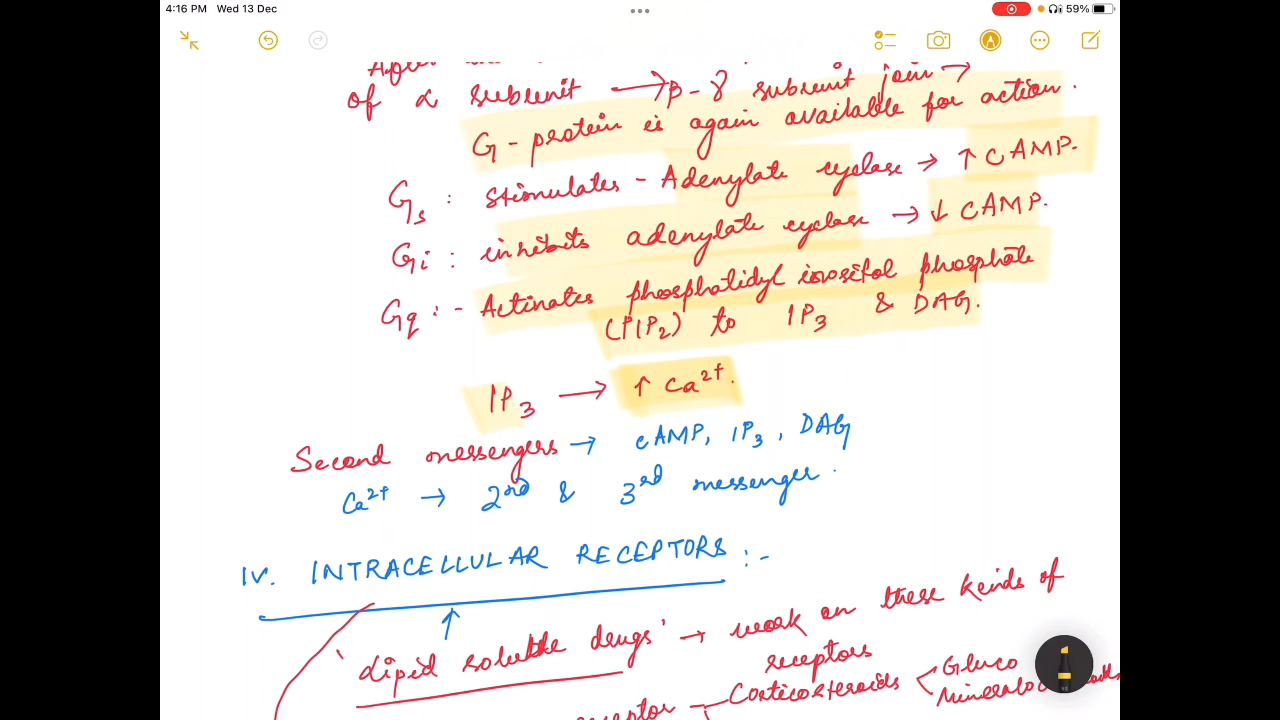 4:16 PM Wed 13 Dec
59%
After
of α subunit → β-γ subunit join →
G-protein is again available for action.
Gs : stimulates - Adenylate cyclase → ↑ cAMP.
Gi : inhibits adenylate cyclase → ↓ cAMP.
Gq :- Activates phosphatidyl inositol phosphate
(PIP2) to IP3 & DAG.
IP3 → ↑ Ca2+.
Second messengers → cAMP, IP3, DAG
Ca2+ → 2nd & 3rd messenger.
IV. INTRACELLULAR RECEPTORS :-
↑
'Lipid soluble drugs' → work on these kinds of
receptors
Corticosteroids < Gluco